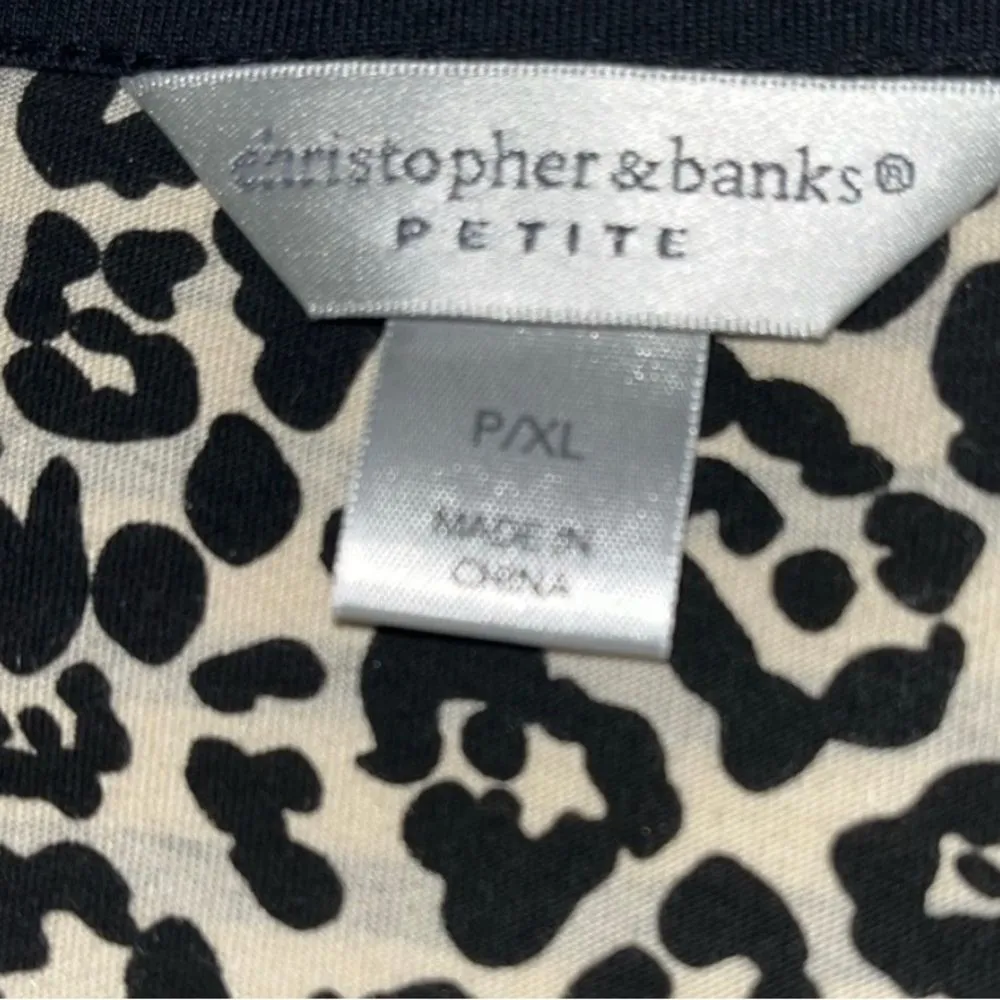 christopher & banks®
PETITE
P/XL
MADE IN
CHINA